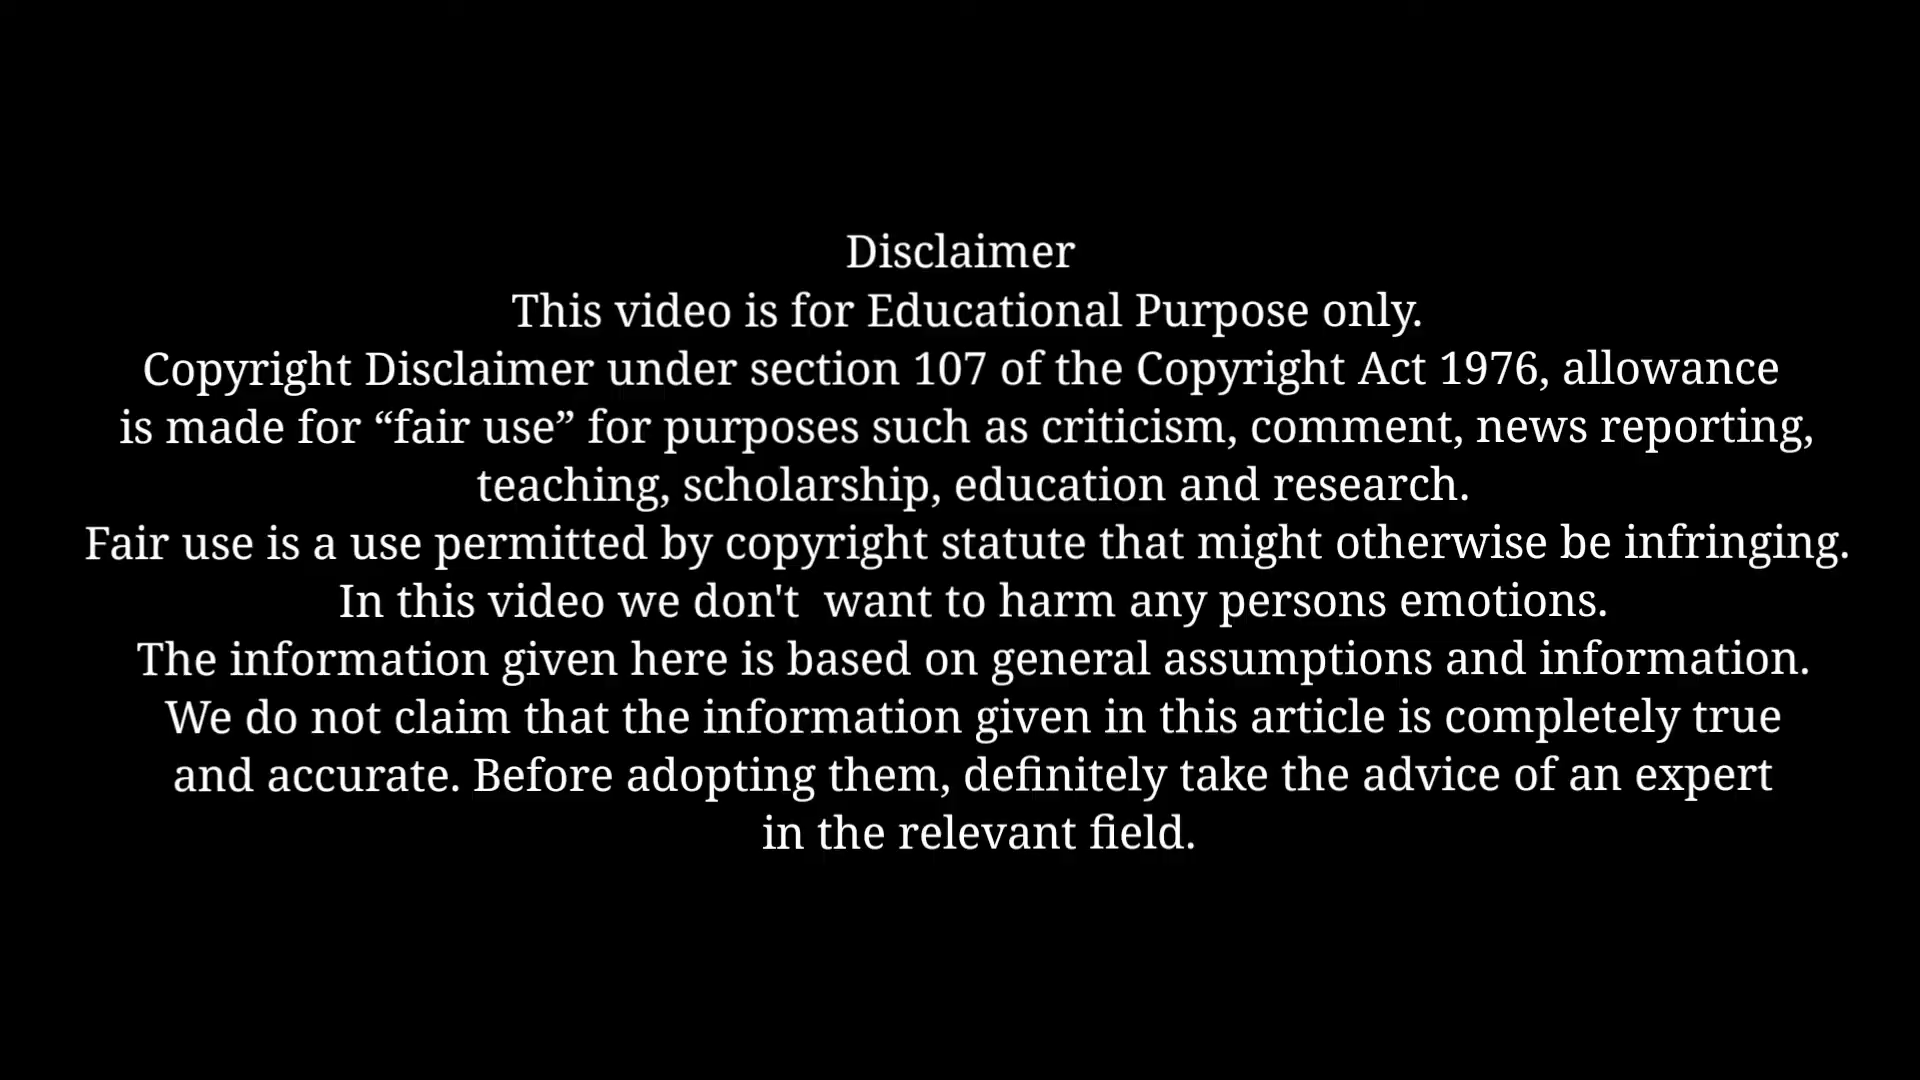 Disclaimer
This video is for Educational Purpose only.
Copyright Disclaimer under section 107 of the Copyright Act 1976, allowance
is made for “fair use” for purposes such as criticism, comment, news reporting,
teaching, scholarship, education and research.
Fair use is a use permitted by copyright statute that might otherwise be infringing.
In this video we don't  want to harm any persons emotions.
The information given here is based on general assumptions and information.
We do not claim that the information given in this article is completely true
and accurate. Before adopting them, definitely take the advice of an expert
in the relevant field.